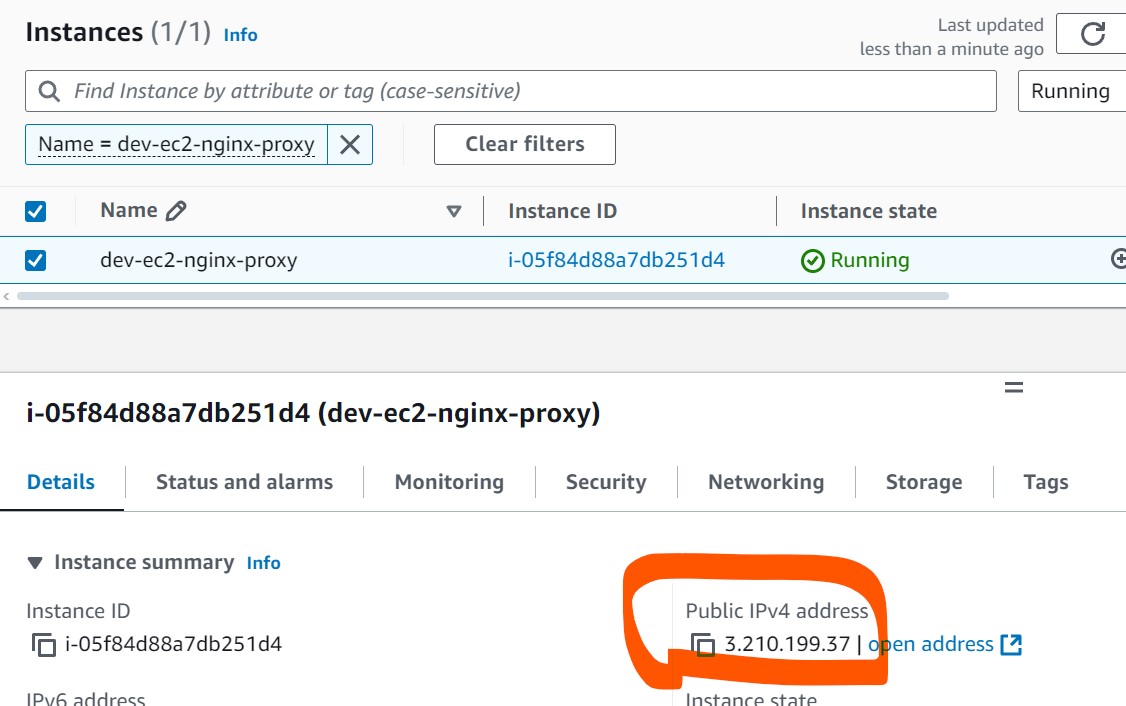 Instances (1/1) Info
Last updated
less than a minute ago
Find Instance by attribute or tag (case-sensitive)
Running
Name = dev-ec2-nginx-proxy
Clear filters
Name Instance ID Instance state
dev-ec2-nginx-proxy i-05f84d88a7db251d4 Running
i-05f84d88a7db251d4 (dev-ec2-nginx-proxy)
Details Status and alarms Monitoring Security Networking Storage Tags
Instance summary Info
Instance ID
i-05f84d88a7db251d4
Public IPv4 address
3.210.199.37 | open address
IPv6 address
Instance state